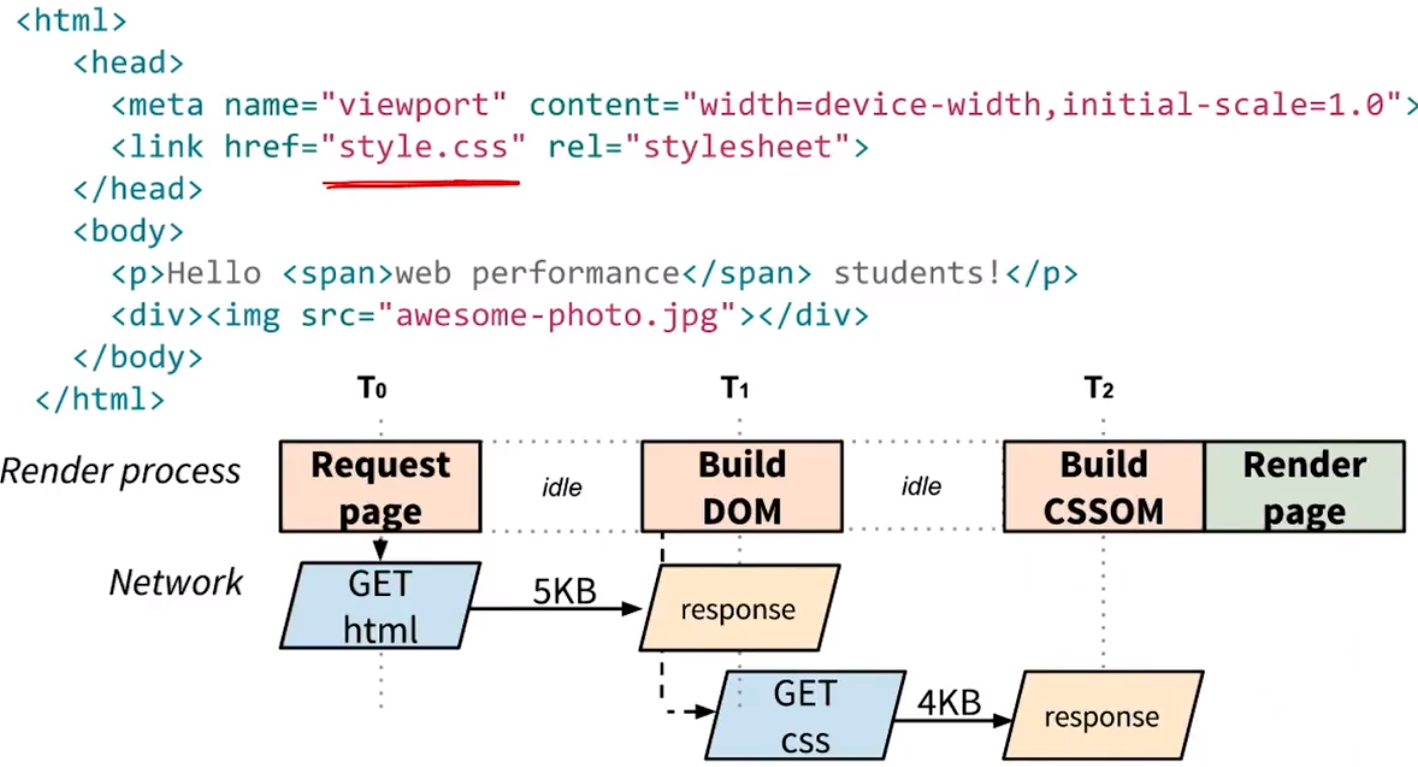 <html>
<head>
<meta name="viewport" content="width=device-width,initial-scale=1.0">
<link href="style.css" rel="stylesheet">
</head>
<body>
<p>Hello <span>web performance</span> students!</p>
<div><img src="awesome-photo.jpg"></div>
</body>
</html>
T0 T1 T2
Render process
Request
page
idle
Build
DOM
idle
Build
CSSOM
Render
page
Network
GET
html
5KB
response
GET
css
4KB
response